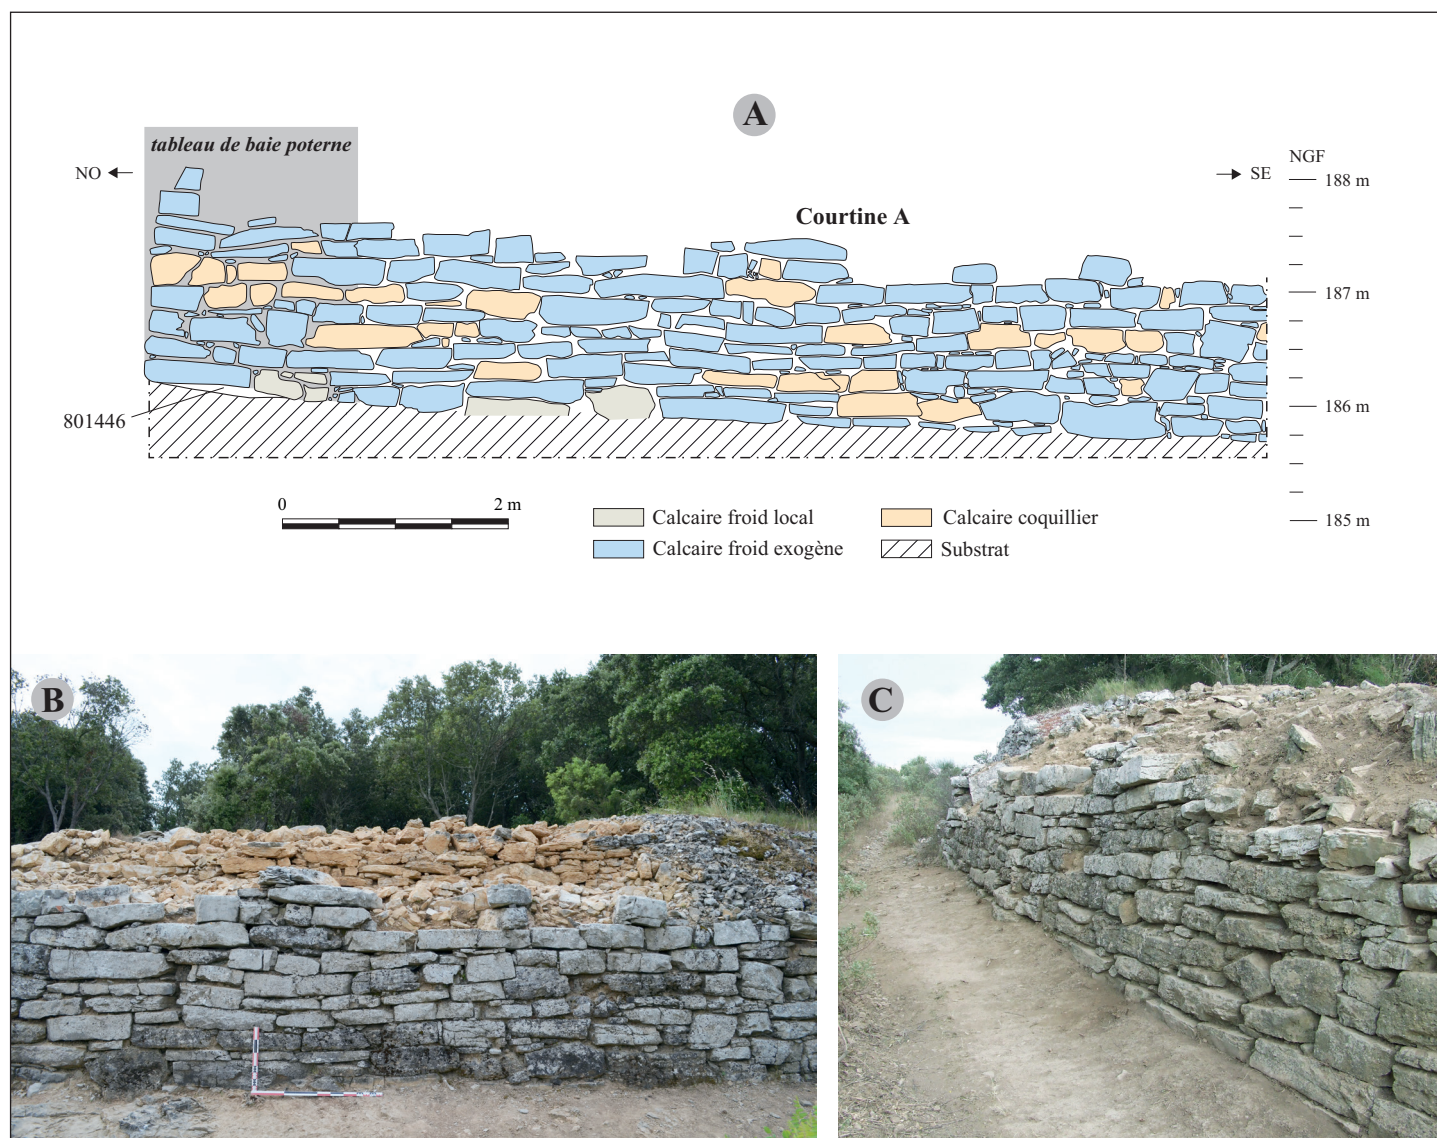 A
tableau de baie poterne
NO
SE
NGF
188 m
Courtine A
187 m
186 m
801446
185 m
0
2 m
Calcaire froid local
Calcaire coquillier
Calcaire froid exogène
Substrat
B
C